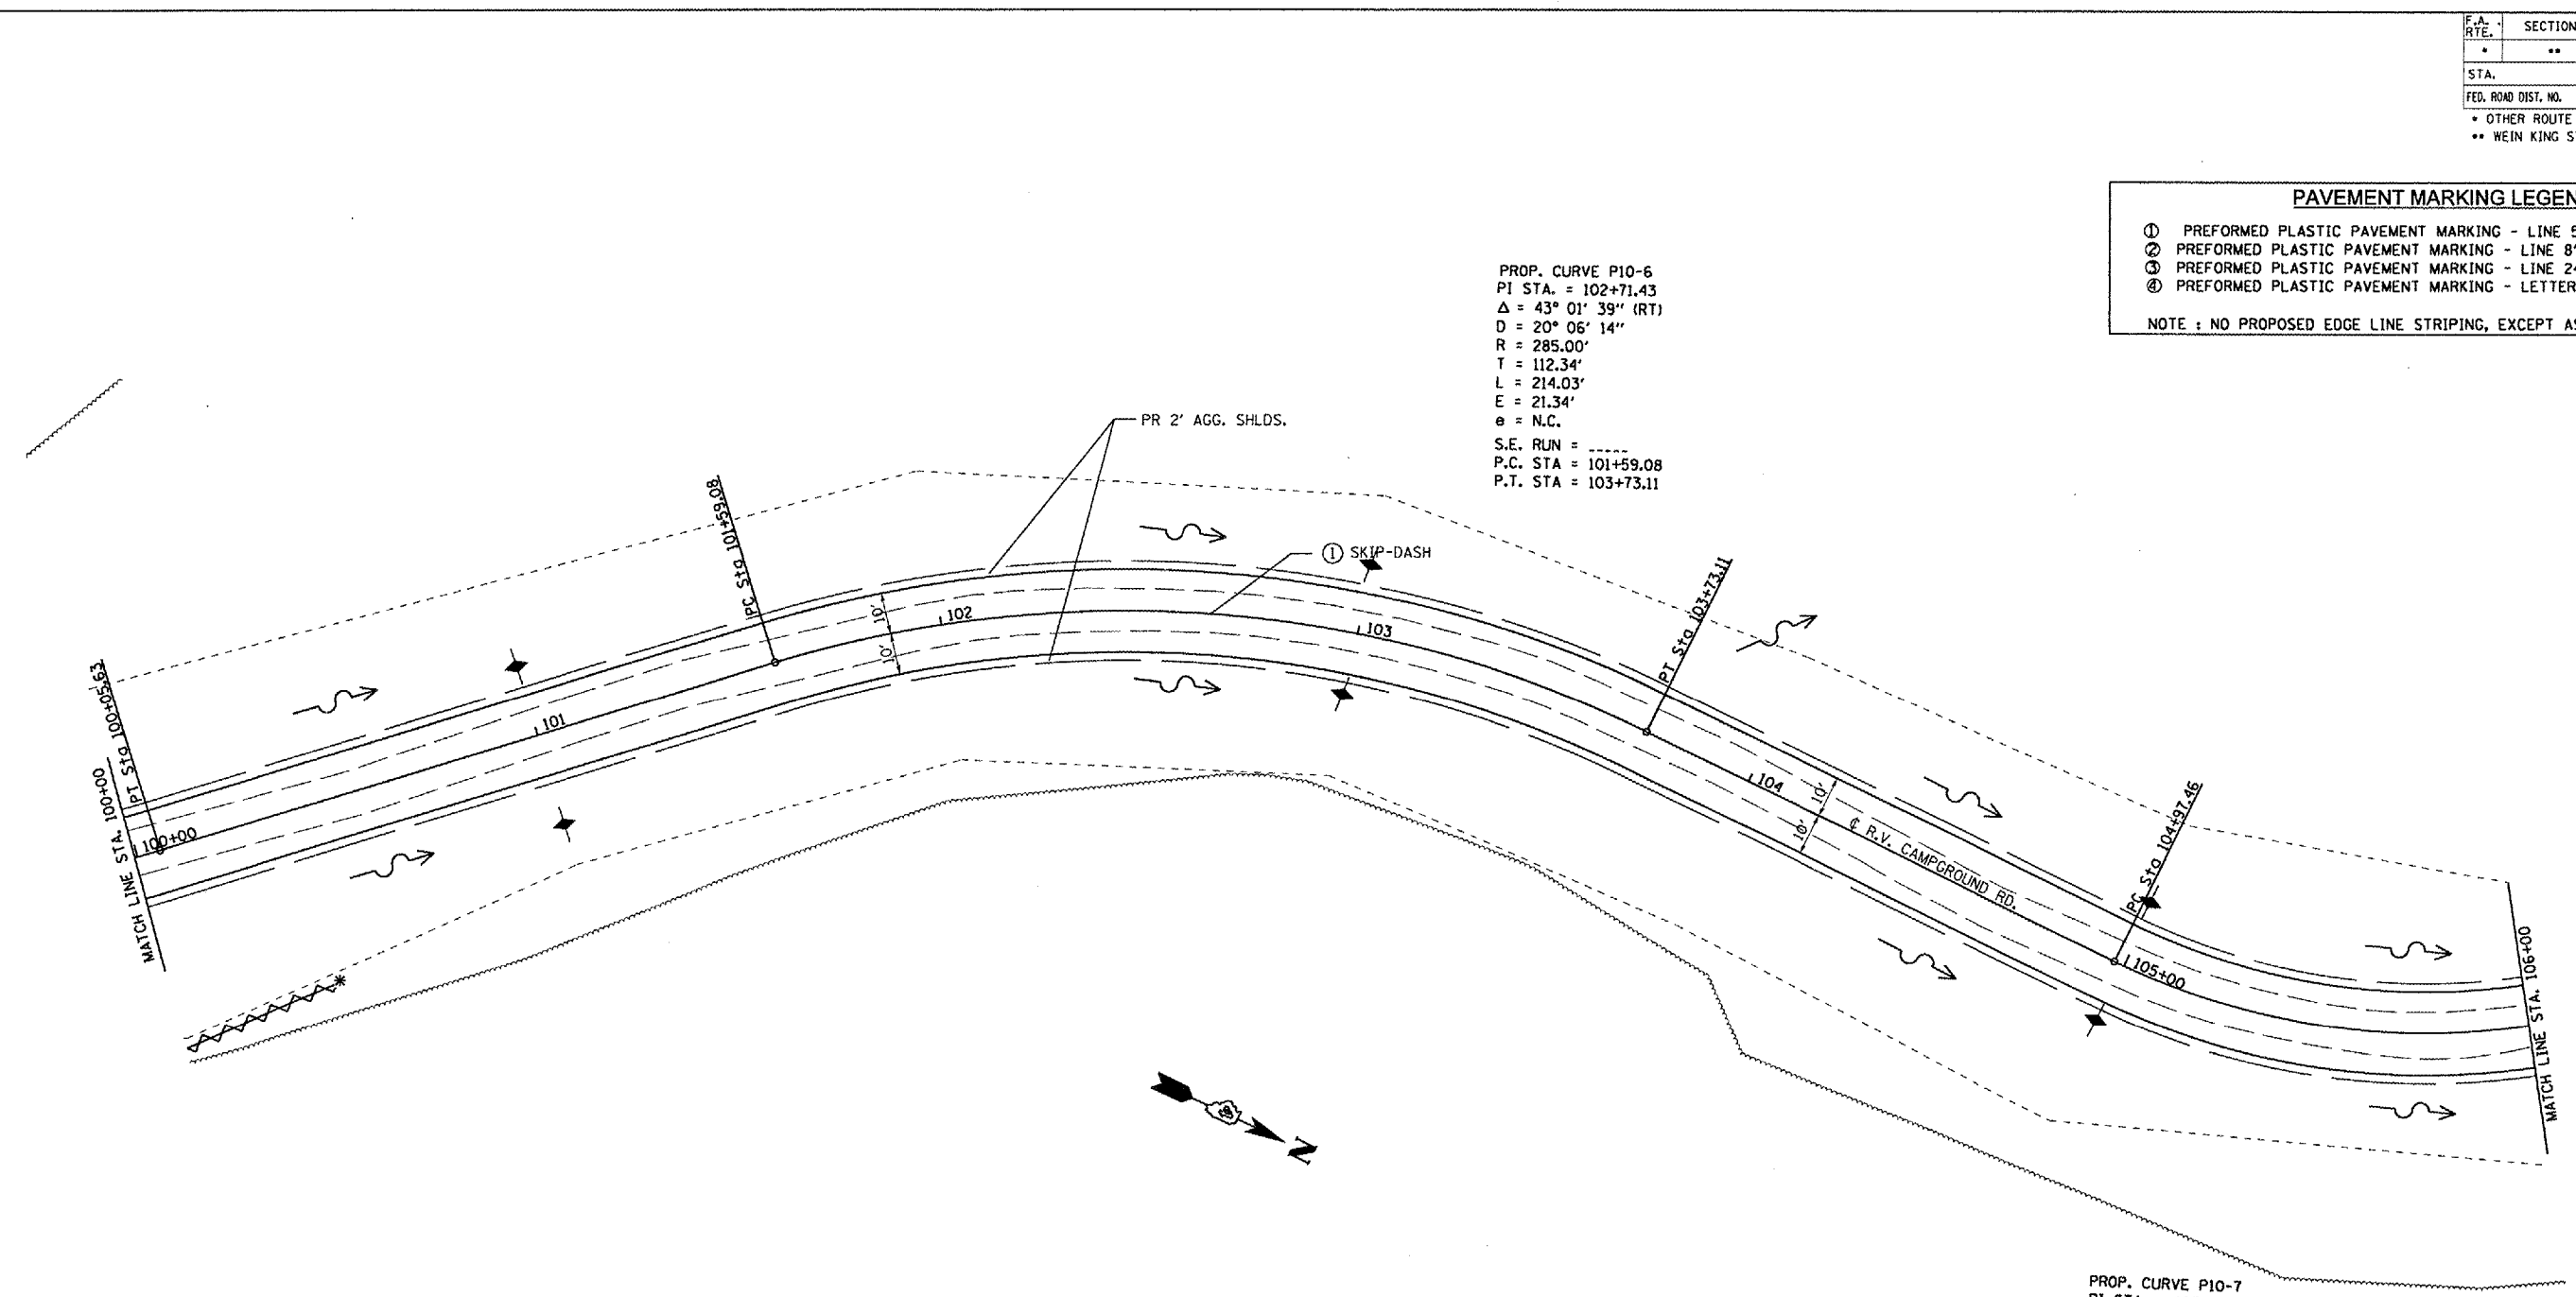 F.A. RTE.
SECTION
*
**
STA.
FED. ROAD DIST. NO.
* OTHER ROUTE
** WEIN KING S
PAVEMENT MARKING LEGEN
① PREFORMED PLASTIC PAVEMENT MARKING - LINE 5
② PREFORMED PLASTIC PAVEMENT MARKING - LINE 8"
③ PREFORMED PLASTIC PAVEMENT MARKING - LINE 24
④ PREFORMED PLASTIC PAVEMENT MARKING - LETTER
NOTE : NO PROPOSED EDGE LINE STRIPING, EXCEPT AS
PROP. CURVE P10-6
PI STA. = 102+71.43
Δ = 43° 01' 39" (RT)
D = 20° 06' 14"
R = 285.00'
T = 112.34'
L = 214.03'
E = 21.34'
e = N.C.
S.E. RUN = -----
P.C. STA = 101+59.08
P.T. STA = 103+73.11
PR 2' AGG. SHLDS.
① SKIP-DASH
MATCH LINE STA. 100+00
PT Sta 100+05.63
100+00
101
PC Sta 101+59.08
10'
10'
102
103
PT Sta 103+73.11
104
10'
10'
℄ R.V. CAMPGROUND RD.
PC Sta 104+97.46
105+00
MATCH LINE STA. 106+00
N
PROP. CURVE P10-7